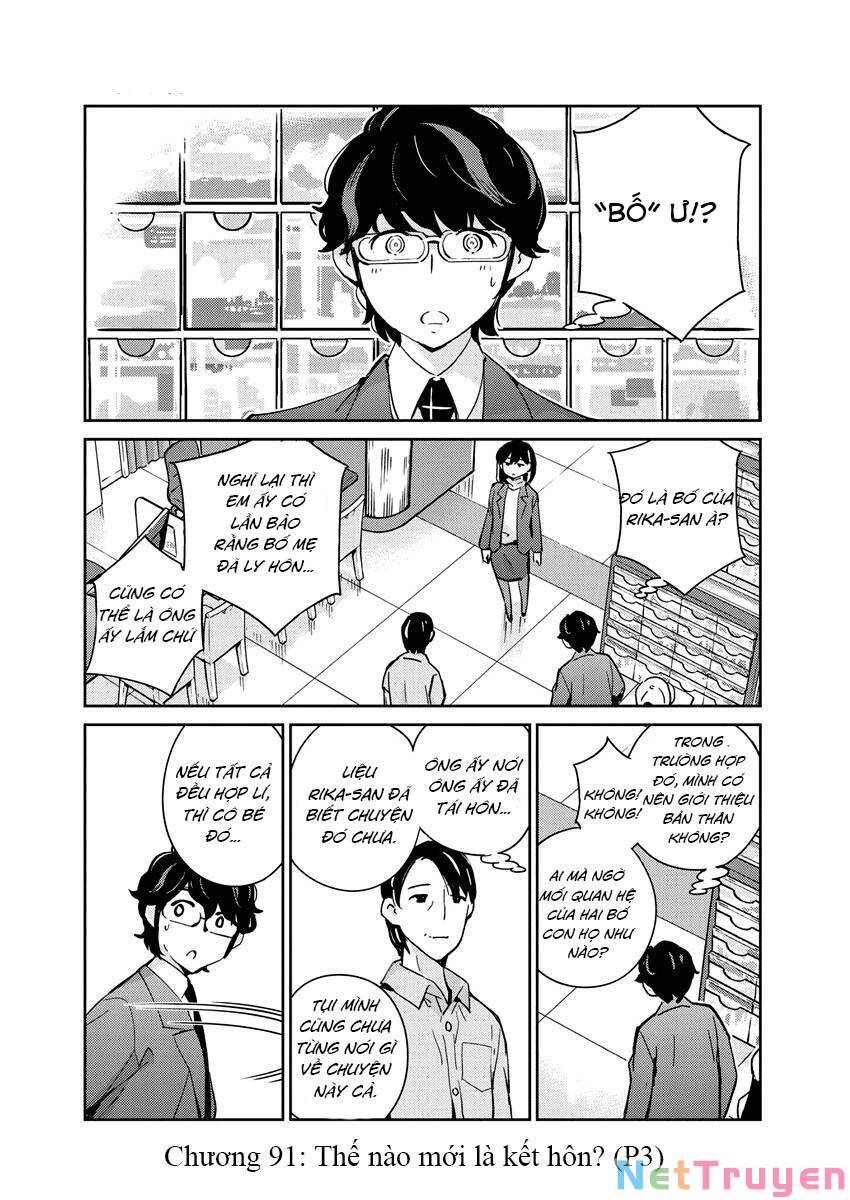 "BỐ" Ư!?
ĐÓ LÀ BỐ CỦA
RIKA-SAN À?
NGHĨ LẠI THÌ
EM ẤY CÓ
LẦN BẢO
RẰNG BỐ MẸ
ĐÃ LY HÔN...
CŨNG CÓ
THỂ LÀ ÔNG
ẤY LẮM CHỨ
TRONG
TRƯỜNG HỢP
ĐÓ, MÌNH CÓ
NÊN GIỚI THIỆU
BẢN THÂN
KHÔNG?
KHÔNG!
KHÔNG!
AI MÀ NGỜ
MỐI QUAN HỆ
CỦA HAI BỐ
CON HỌ NHƯ
NÀO?
ÔNG ẤY NÓI
ÔNG ẤY ĐÃ
TÁI HÔN...
LIỆU
RIKA-SAN ĐÃ
BIẾT CHUYỆN
ĐÓ CHƯA.
TỤI MÌNH
CŨNG CHƯA
TỪNG NÓI GÌ
VỀ CHUYỆN
NÀY CẢ.
NẾU TẤT CẢ
ĐỀU HỢP LÍ,
THÌ CÔ BÉ
ĐÓ...
Chương 91: Thế nào mới là kết hôn? (P3)
NetTruyen